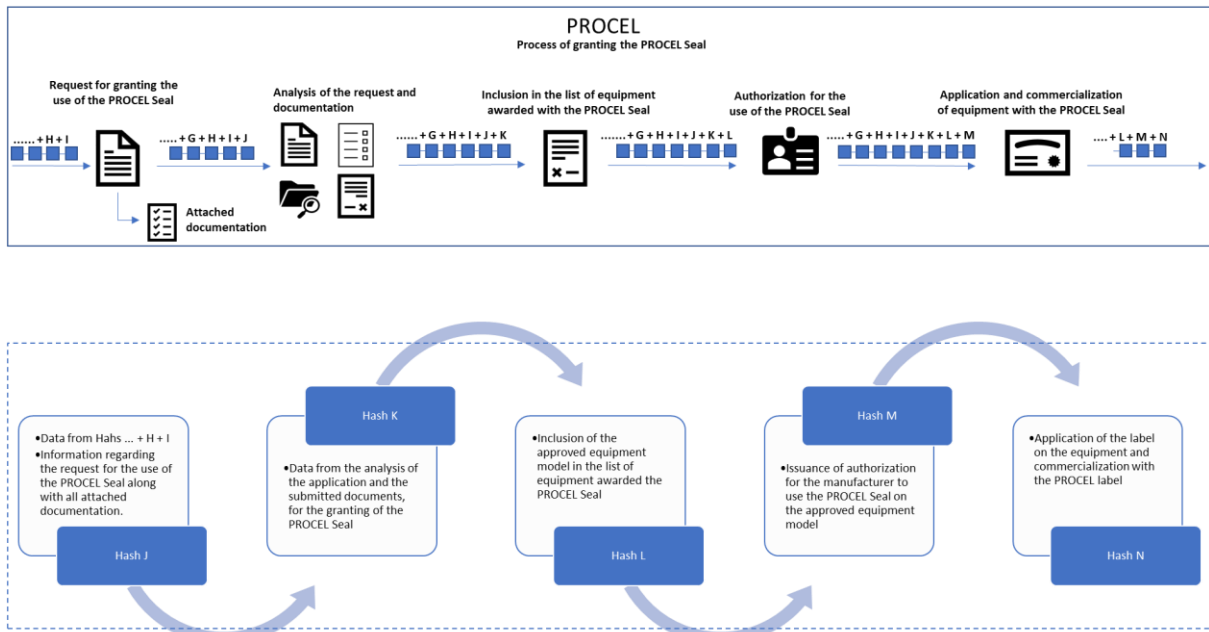 PROCEL
Process of granting the PROCEL Seal
Request for granting the
use of the PROCEL Seal
Analysis of the request and
documentation
Inclusion in the list of equipment
awarded with the PROCEL Seal
Authorization for the
use of the PROCEL Seal
Application and commercialization
of equipment with the PROCEL Seal
...... + H + I
......+ G + H + I + J
......+ G + H + I + J + K
......+ G + H + I + J + K + L
......+ G + H + I + J + K + L + M
.... + L + M + N
Attached
documentation
•Data from Hahs ... + H + I
•Information regarding
the request for the use of
the PROCEL Seal along
with all attached
documentation.
Hash J
Hash K
•Data from the analysis of
the application and the
submitted documents,
for the granting of the
PROCEL Seal
•Inclusion of the
approved equipment
model in the list of
equipment awarded the
PROCEL Seal
Hash L
Hash M
•Issuance of authorization
for the manufacturer to
use the PROCEL Seal on
the approved equipment
model
•Application of the label
on the equipment and
commercialization with
the PROCEL label
Hash N